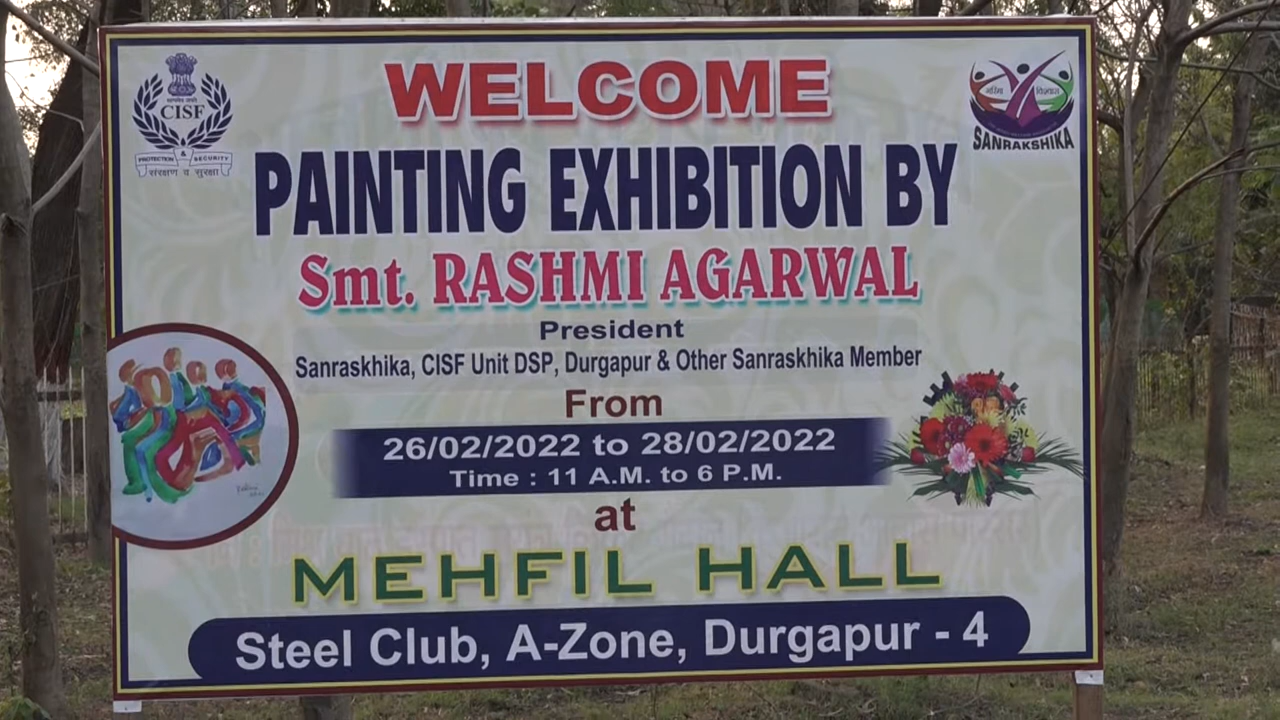 WELCOME
CISF
PROTECTION & SECURITY
संरक्षण व सुरक्षा
SANRAKSHIKA
PAINTING EXHIBITION BY
Smt. RASHMI AGARWAL
President
Sanraskhika, CISF Unit DSP, Durgapur & Other Sanraskhika Member
From
26/02/2022 to 28/02/2022
Time : 11 A.M. to 6 P.M.
at
MEHFIL HALL
Steel Club, A-Zone, Durgapur - 4